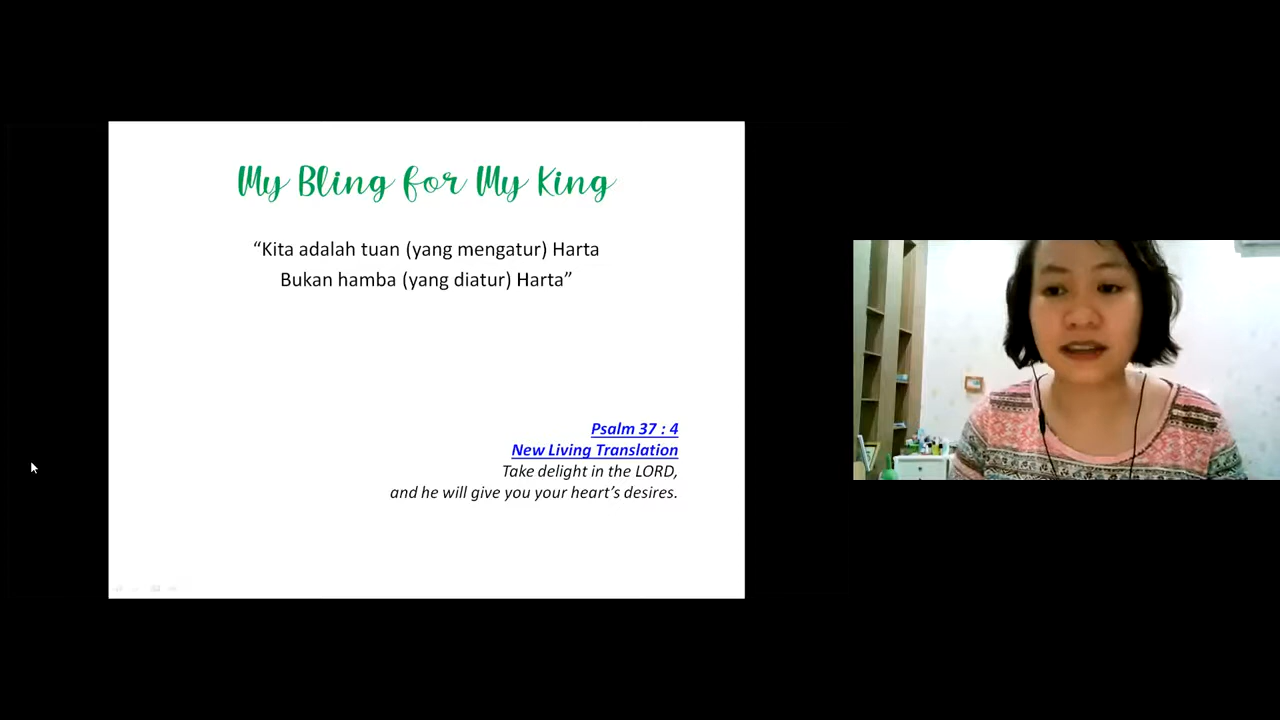 My Bling for My King
“Kita adalah tuan (yang mengatur) Harta
Bukan hamba (yang diatur) Harta”
Psalm 37 : 4
New Living Translation
Take delight in the LORD,
and he will give you your heart’s desires.